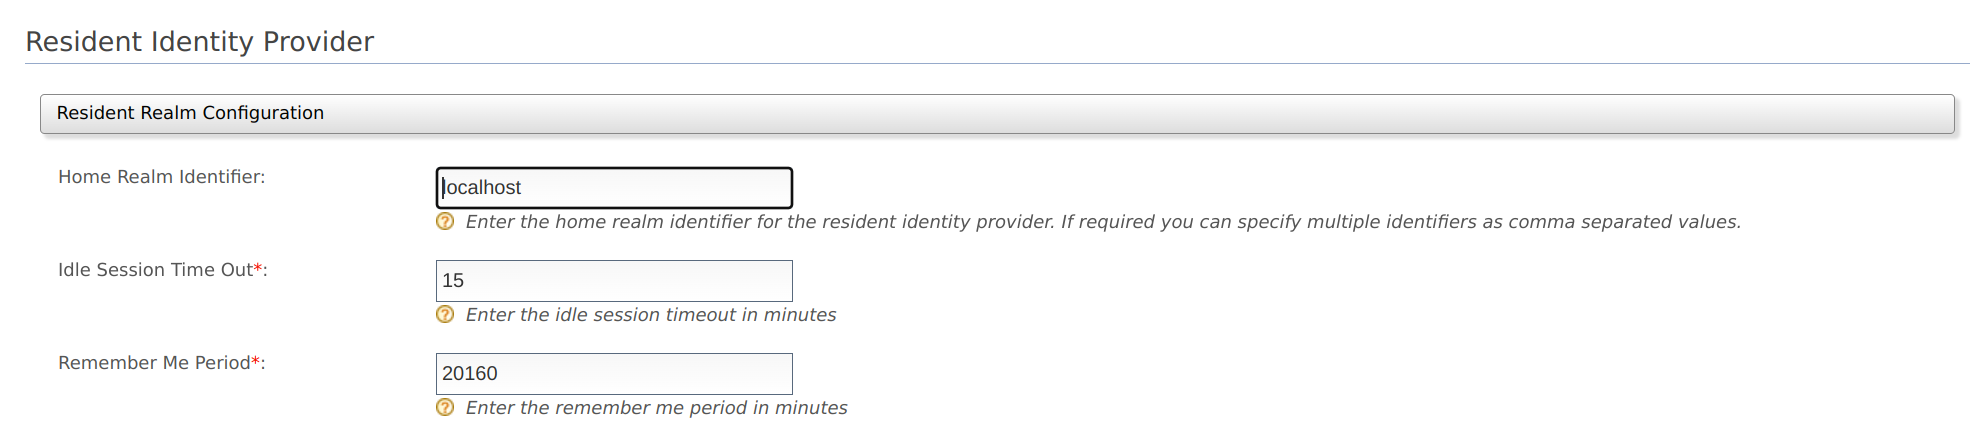 Resident Identity Provider
Resident Realm Configuration
Home Realm Identifier:
localhost
Enter the home realm identifier for the resident identity provider. If required you can specify multiple identifiers as comma separated values.
Idle Session Time Out*:
15
Enter the idle session timeout in minutes
Remember Me Period*:
20160
Enter the remember me period in minutes